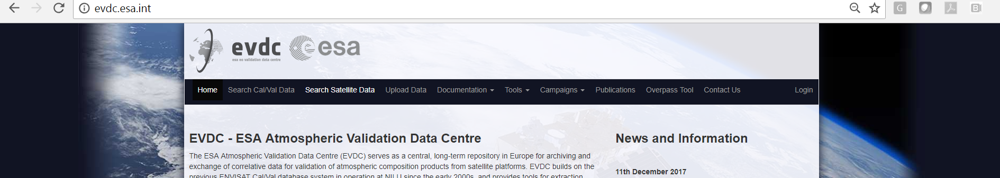 evdc.esa.int
evdc esa
esa eo validation data centre
Home Search Cal/Val Data Search Satellite Data Upload Data Documentation Tools Campaigns Publications Overpass Tool Contact Us Login
EVDC - ESA Atmospheric Validation Data Centre
The ESA Atmospheric Validation Data Centre (EVDC) serves as a central, long-term repository in Europe for archiving and
exchange of correlative data for validation of atmospheric composition products from satellite platforms. EVDC builds on the
previous ENVISAT Cal/Val database system in operation at NILU since the early 2000s, and provides tools for extraction,
News and Information
11th December 2017